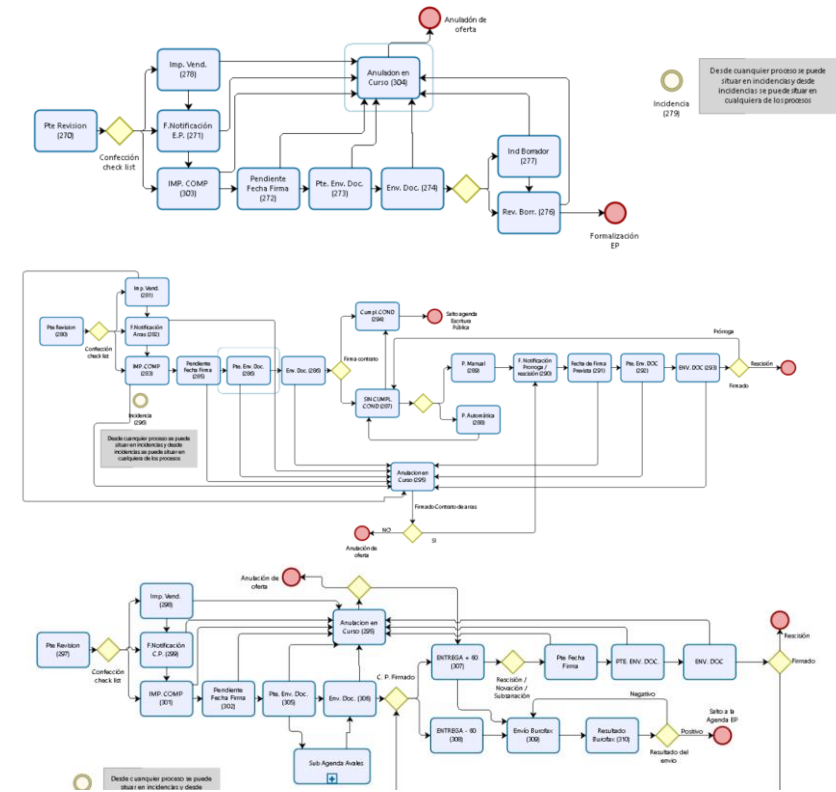 Anulación de
oferta
Imp. Vend.
(278)
Anulacion en
Curso (304)
Desde cuanquier proceso se puede
situar en incidencias y desde
incidencias se puede situar en
cualquiera de los procesos
Incidencia
(279)
Pte Revision
(270)
F.Notificación
E.P. (271)
Confección
check list
Ind Borrador
(277)
IMP. COMP
(303)
Pendiente
Fecha Firma
(272)
Pte. Env. Doc.
(273)
Env. Doc. (274)
Rev. Borr. (276)
Formalización
EP
Imp. Vend.
(281)
Pte Revision
(280)
F.Notificación
Arras (282)
Confección
check list
IMP.COMP
(283)
Pendiente
Fecha Firma
(285)
Pte. Env. Doc.
(286)
Env. Doc. (286)
Firma contrato
Cumpl.COND
(294)
Salto agenda
Escritura
Pública
SIN CUMPL.
COND (287)
P. Manual
(289)
P. Automática
(288)
F. Notificación
Prorroga /
rescisión (290)
Fecha de Firma
Prevista (291)
Pte. Env. DOC
(292)
ENV. DOC (293)
Prórroga
Rescisión
Firmado
Incidencia
(296)
Desde cuanquier proceso se puede
situar en incidencias y desde
incidencias se puede situar en
cualquiera de los procesos
Anulacion en
Curso (295)
Firmado Contrato de arras
NO
SI
Anulación de
oferta
Anulación de
oferta
Imp. Vend.
(298)
Anulacion en
Curso (295)
Pte Revision
(297)
F.Notificación
C.P. (299)
Confección
check list
IMP. COMP
(301)
Pendiente
Fecha Firma
(302)
Pte. Env. Doc.
(305)
Env. Doc. (306)
C. P. Firmado
Sub Agenda Avales
ENTREGA + 60
(307)
Rescisión /
Novación /
Subsanación
Pte Fecha
Firma
PTE. ENV. DOC.
ENV. DOC
Rescisión
Firmado
Negativo
ENTREGA - 60
(308)
Envio Burofax
(309)
Resultado
Burofax (310)
Positivo
Salto a la
Agenda EP
Resultado del
envio
Desde cuanquier proceso se puede
situar en incidencias y desde